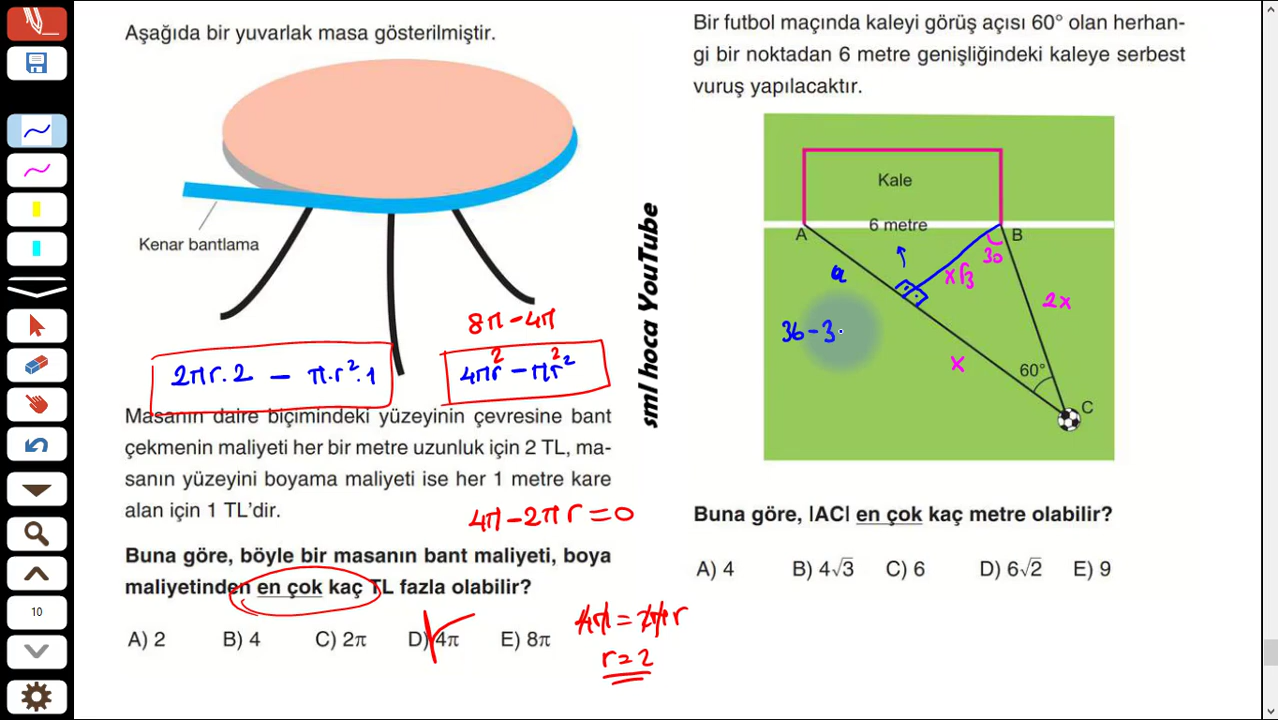 Aşağıda bir yuvarlak masa gösterilmiştir.
Kenar bantlama
8π-4π
2πr.2 - π.r².1
4πr² - πr²²
Masanın daire biçimindeki yüzeyinin çevresine bant
çekmenin maliyeti her bir metre uzunluk için 2 TL, ma-
sanın yüzeyini boyama maliyeti ise her 1 metre kare
alan için 1 TL'dir.
4π-2πr=0
Buna göre, böyle bir masanın bant maliyeti, boya
maliyetinden en çok kaç TL fazla olabilir?
A) 2 B) 4 C) 2π D) 4π E) 8π
4π = 2πr
r=2
sml hoca YouTube
Bir futbol maçında kaleyi görüş açısı 60° olan herhan-
gi bir noktadan 6 metre genişliğindeki kaleye serbest
vuruş yapılacaktır.
Kale
6 metre
A
B
a
x√3
30
2x
36-3
x
60°
C
Buna göre, |AC| en çok kaç metre olabilir?
A) 4 B) 4√3 C) 6 D) 6√2 E) 9
10